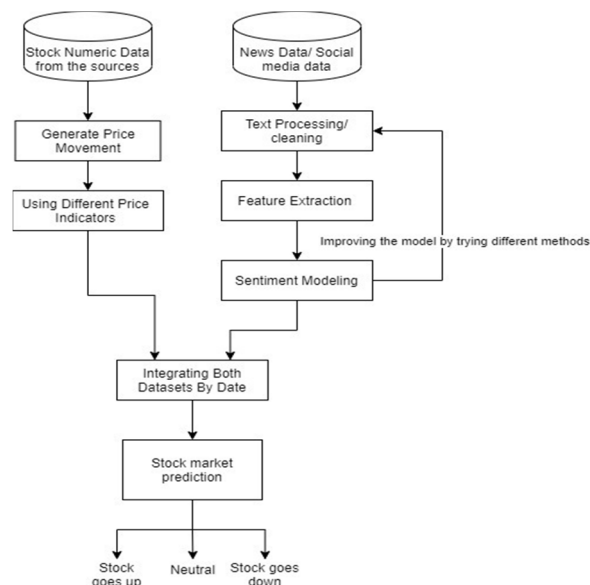 Stock Numeric Data
from the sources
News Data/ Social
media data
Generate Price
Movement
Text Processing/
cleaning
Using Different Price
Indicators
Feature Extraction
Improving the model by trying different methods
Sentiment Modeling
Integrating Both
Datasets By Date
Stock market
prediction
Stock
goes up
Neutral
Stock goes
down